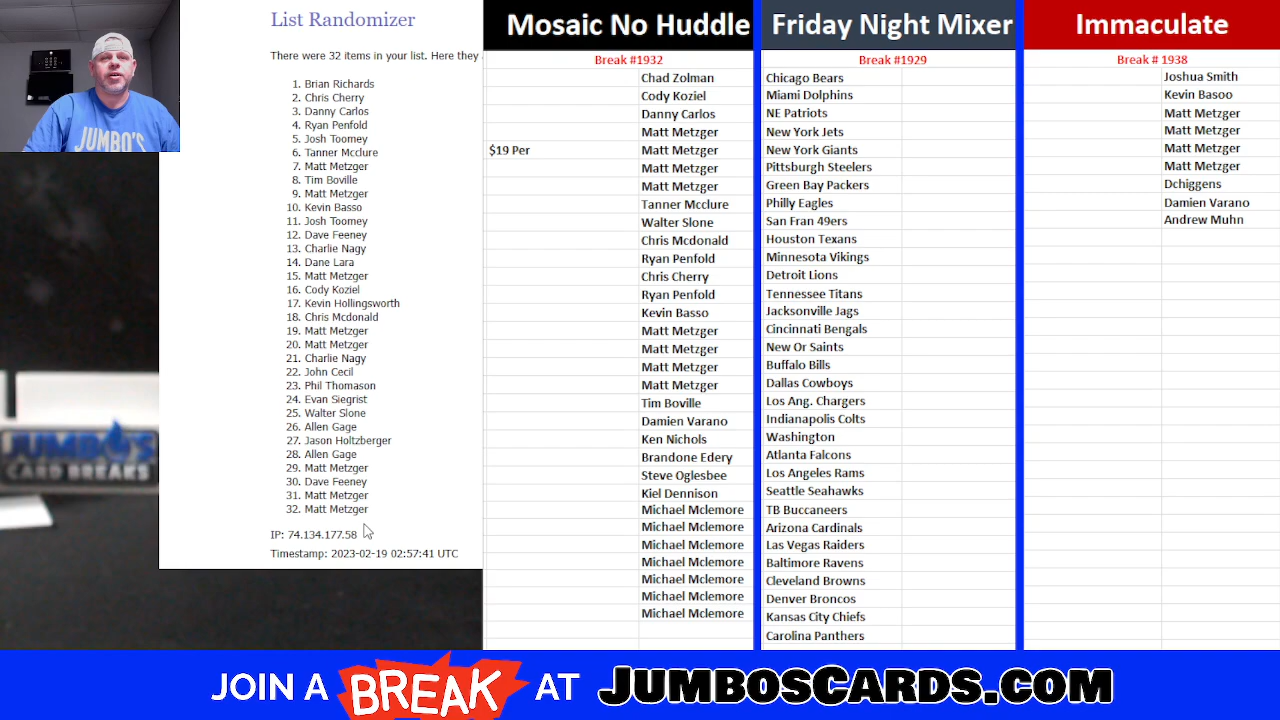 JUMBO'S
JUMBO'S
CARD BREAKS
List Randomizer
There were 32 items in your list. Here they
1. Brian Richards
2. Chris Cherry
3. Danny Carlos
4. Ryan Penfold
5. Josh Toomey
6. Tanner Mcclure
7. Matt Metzger
8. Tim Boville
9. Matt Metzger
10. Kevin Basso
11. Josh Toomey
12. Dave Feeney
13. Charlie Nagy
14. Dane Lara
15. Matt Metzger
16. Cody Koziel
17. Kevin Hollingsworth
18. Chris Mcdonald
19. Matt Metzger
20. Matt Metzger
21. Charlie Nagy
22. John Cecil
23. Phil Thomason
24. Evan Siegrist
25. Walter Slone
26. Allen Gage
27. Jason Holtzberger
28. Allen Gage
29. Matt Metzger
30. Dave Feeney
31. Matt Metzger
32. Matt Metzger
IP: 74.134.177.58
Timestamp: 2023-02-19 02:57:41 UTC
Mosaic No Huddle
Break #1932
Chad Zolman
Cody Koziel
Danny Carlos
Matt Metzger
$19 Per Matt Metzger
Matt Metzger
Matt Metzger
Tanner Mcclure
Walter Slone
Chris Mcdonald
Ryan Penfold
Chris Cherry
Ryan Penfold
Kevin Basso
Matt Metzger
Matt Metzger
Matt Metzger
Matt Metzger
Tim Boville
Damien Varano
Ken Nichols
Brandone Edery
Steve Oglesbee
Kiel Dennison
Michael Mclemore
Michael Mclemore
Michael Mclemore
Michael Mclemore
Michael Mclemore
Michael Mclemore
Michael Mclemore
Friday Night Mixer
Break #1929
Chicago Bears
Miami Dolphins
NE Patriots
New York Jets
New York Giants
Pittsburgh Steelers
Green Bay Packers
Philly Eagles
San Fran 49ers
Houston Texans
Minnesota Vikings
Detroit Lions
Tennessee Titans
Jacksonville Jags
Cincinnati Bengals
New Or Saints
Buffalo Bills
Dallas Cowboys
Los Ang. Chargers
Indianapolis Colts
Washington
Atlanta Falcons
Los Angeles Rams
Seattle Seahawks
TB Buccaneers
Arizona Cardinals
Las Vegas Raiders
Baltimore Ravens
Cleveland Browns
Denver Broncos
Kansas City Chiefs
Carolina Panthers
Immaculate
Break # 1938
Joshua Smith
Kevin Basoo
Matt Metzger
Matt Metzger
Matt Metzger
Matt Metzger
Dchiggens
Damien Varano
Andrew Muhn
JOIN A BREAK AT JUMBOSCARDS.COM